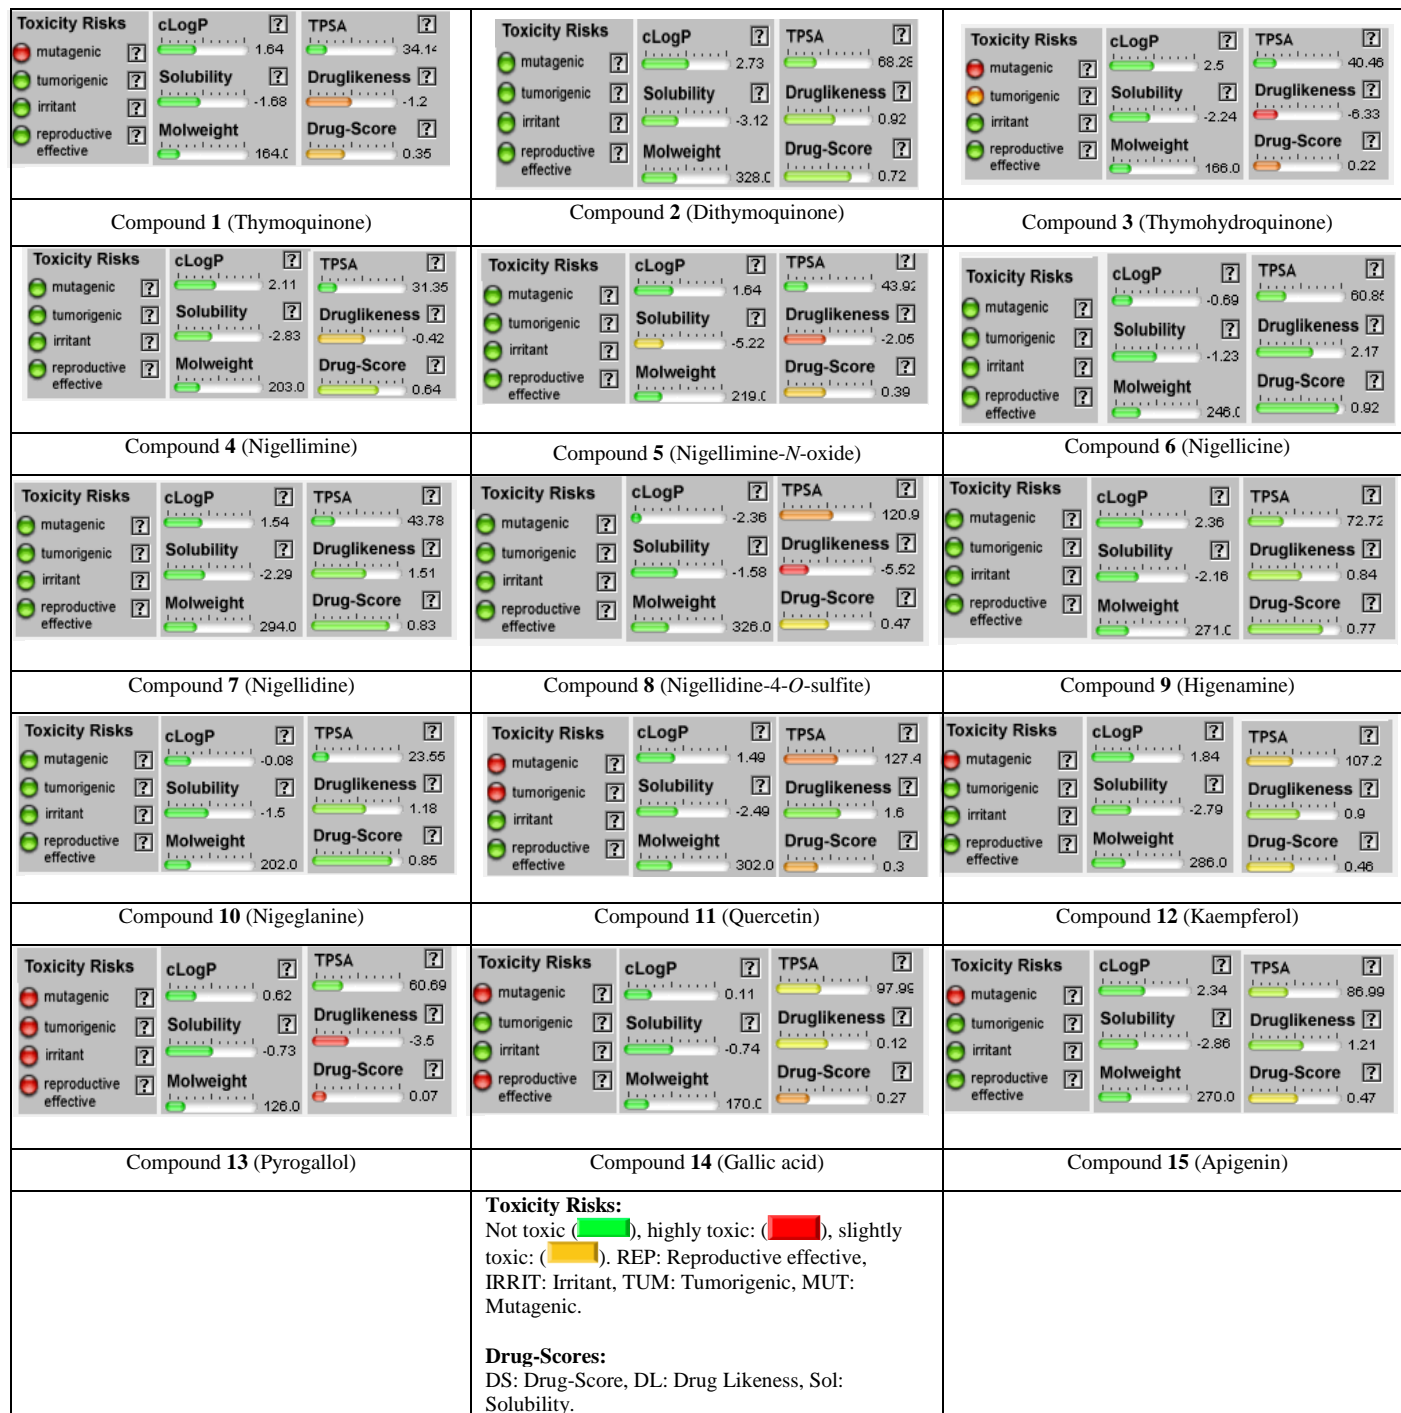 Toxicity Risks
mutagenic ?
tumorigenic ?
irritant ?
reproductive ?
effective
cLogP ?
1.64
Solubility ?
-1.68
Molweight
164.0
TPSA ?
34.14
Druglikeness ?
-1.2
Drug-Score ?
0.35
Compound 1 (Thymoquinone)
Toxicity Risks
mutagenic ?
tumorigenic ?
irritant ?
reproductive ?
effective
cLogP ?
2.73
Solubility ?
-3.12
Molweight
328.0
TPSA ?
68.28
Druglikeness ?
0.92
Drug-Score ?
0.72
Compound 2 (Dithymoquinone)
Toxicity Risks
mutagenic ?
tumorigenic ?
irritant ?
reproductive ?
effective
cLogP ?
2.5
Solubility ?
-2.24
Molweight
166.0
TPSA ?
40.46
Druglikeness ?
-6.33
Drug-Score ?
0.22
Compound 3 (Thymohydroquinone)
Toxicity Risks
mutagenic ?
tumorigenic ?
irritant ?
reproductive ?
effective
cLogP ?
2.11
Solubility ?
-2.83
Molweight
203.0
TPSA ?
31.35
Druglikeness ?
-0.42
Drug-Score ?
0.64
Compound 4 (Nigellimine)
Toxicity Risks
mutagenic ?
tumorigenic ?
irritant ?
reproductive ?
effective
cLogP ?
1.64
Solubility ?
-5.22
Molweight
219.0
TPSA ?
43.92
Druglikeness ?
-2.05
Drug-Score ?
0.39
Compound 5 (Nigellimine-N-oxide)
Toxicity Risks
mutagenic ?
tumorigenic ?
irritant ?
reproductive ?
effective
cLogP ?
-0.69
Solubility ?
-1.23
Molweight
246.0
TPSA ?
60.85
Druglikeness ?
2.17
Drug-Score ?
0.92
Compound 6 (Nigellicine)
Toxicity Risks
mutagenic ?
tumorigenic ?
irritant ?
reproductive ?
effective
cLogP ?
1.54
Solubility ?
-2.29
Molweight
294.0
TPSA ?
43.78
Druglikeness ?
1.51
Drug-Score ?
0.83
Compound 7 (Nigellidine)
Toxicity Risks
mutagenic ?
tumorigenic ?
irritant ?
reproductive ?
effective
cLogP ?
-2.36
Solubility ?
-1.58
Molweight
326.0
TPSA ?
120.9
Druglikeness ?
-5.52
Drug-Score ?
0.47
Compound 8 (Nigellidine-4-O-sulfite)
Toxicity Risks
mutagenic ?
tumorigenic ?
irritant ?
reproductive ?
effective
cLogP ?
2.36
Solubility ?
-2.16
Molweight
271.0
TPSA ?
72.72
Druglikeness ?
0.84
Drug-Score ?
0.77
Compound 9 (Higenamine)
Toxicity Risks
mutagenic ?
tumorigenic ?
irritant ?
reproductive ?
effective
cLogP ?
-0.08
Solubility ?
-1.5
Molweight
202.0
TPSA ?
23.55
Druglikeness ?
1.18
Drug-Score ?
0.85
Compound 10 (Nigeglanine)
Toxicity Risks
mutagenic ?
tumorigenic ?
irritant ?
reproductive ?
effective
cLogP ?
1.49
Solubility ?
-2.49
Molweight
302.0
TPSA ?
127.4
Druglikeness ?
1.6
Drug-Score ?
0.3
Compound 11 (Quercetin)
Toxicity Risks
mutagenic ?
tumorigenic ?
irritant ?
reproductive ?
effective
cLogP ?
1.84
Solubility ?
-2.79
Molweight
286.0
TPSA ?
107.2
Druglikeness ?
0.9
Drug-Score ?
0.46
Compound 12 (Kaempferol)
Toxicity Risks
mutagenic ?
tumorigenic ?
irritant ?
reproductive ?
effective
cLogP ?
0.62
Solubility ?
-0.73
Molweight
126.0
TPSA ?
60.69
Druglikeness ?
-3.5
Drug-Score ?
0.07
Compound 13 (Pyrogallol)
Toxicity Risks
mutagenic ?
tumorigenic ?
irritant ?
reproductive ?
effective
cLogP ?
0.11
Solubility ?
-0.74
Molweight
170.0
TPSA ?
97.99
Druglikeness ?
0.12
Drug-Score ?
0.27
Compound 14 (Gallic acid)
Toxicity Risks
mutagenic ?
tumorigenic ?
irritant ?
reproductive ?
effective
cLogP ?
2.34
Solubility ?
-2.86
Molweight
270.0
TPSA ?
86.99
Druglikeness ?
1.21
Drug-Score ?
0.47
Compound 15 (Apigenin)
Toxicity Risks:
Not toxic ( ), highly toxic: ( ), slightly
toxic: ( ). REP: Reproductive effective,
IRRIT: Irritant, TUM: Tumorigenic, MUT:
Mutagenic.
Drug-Scores:
DS: Drug-Score, DL: Drug Likeness, Sol:
Solubility.